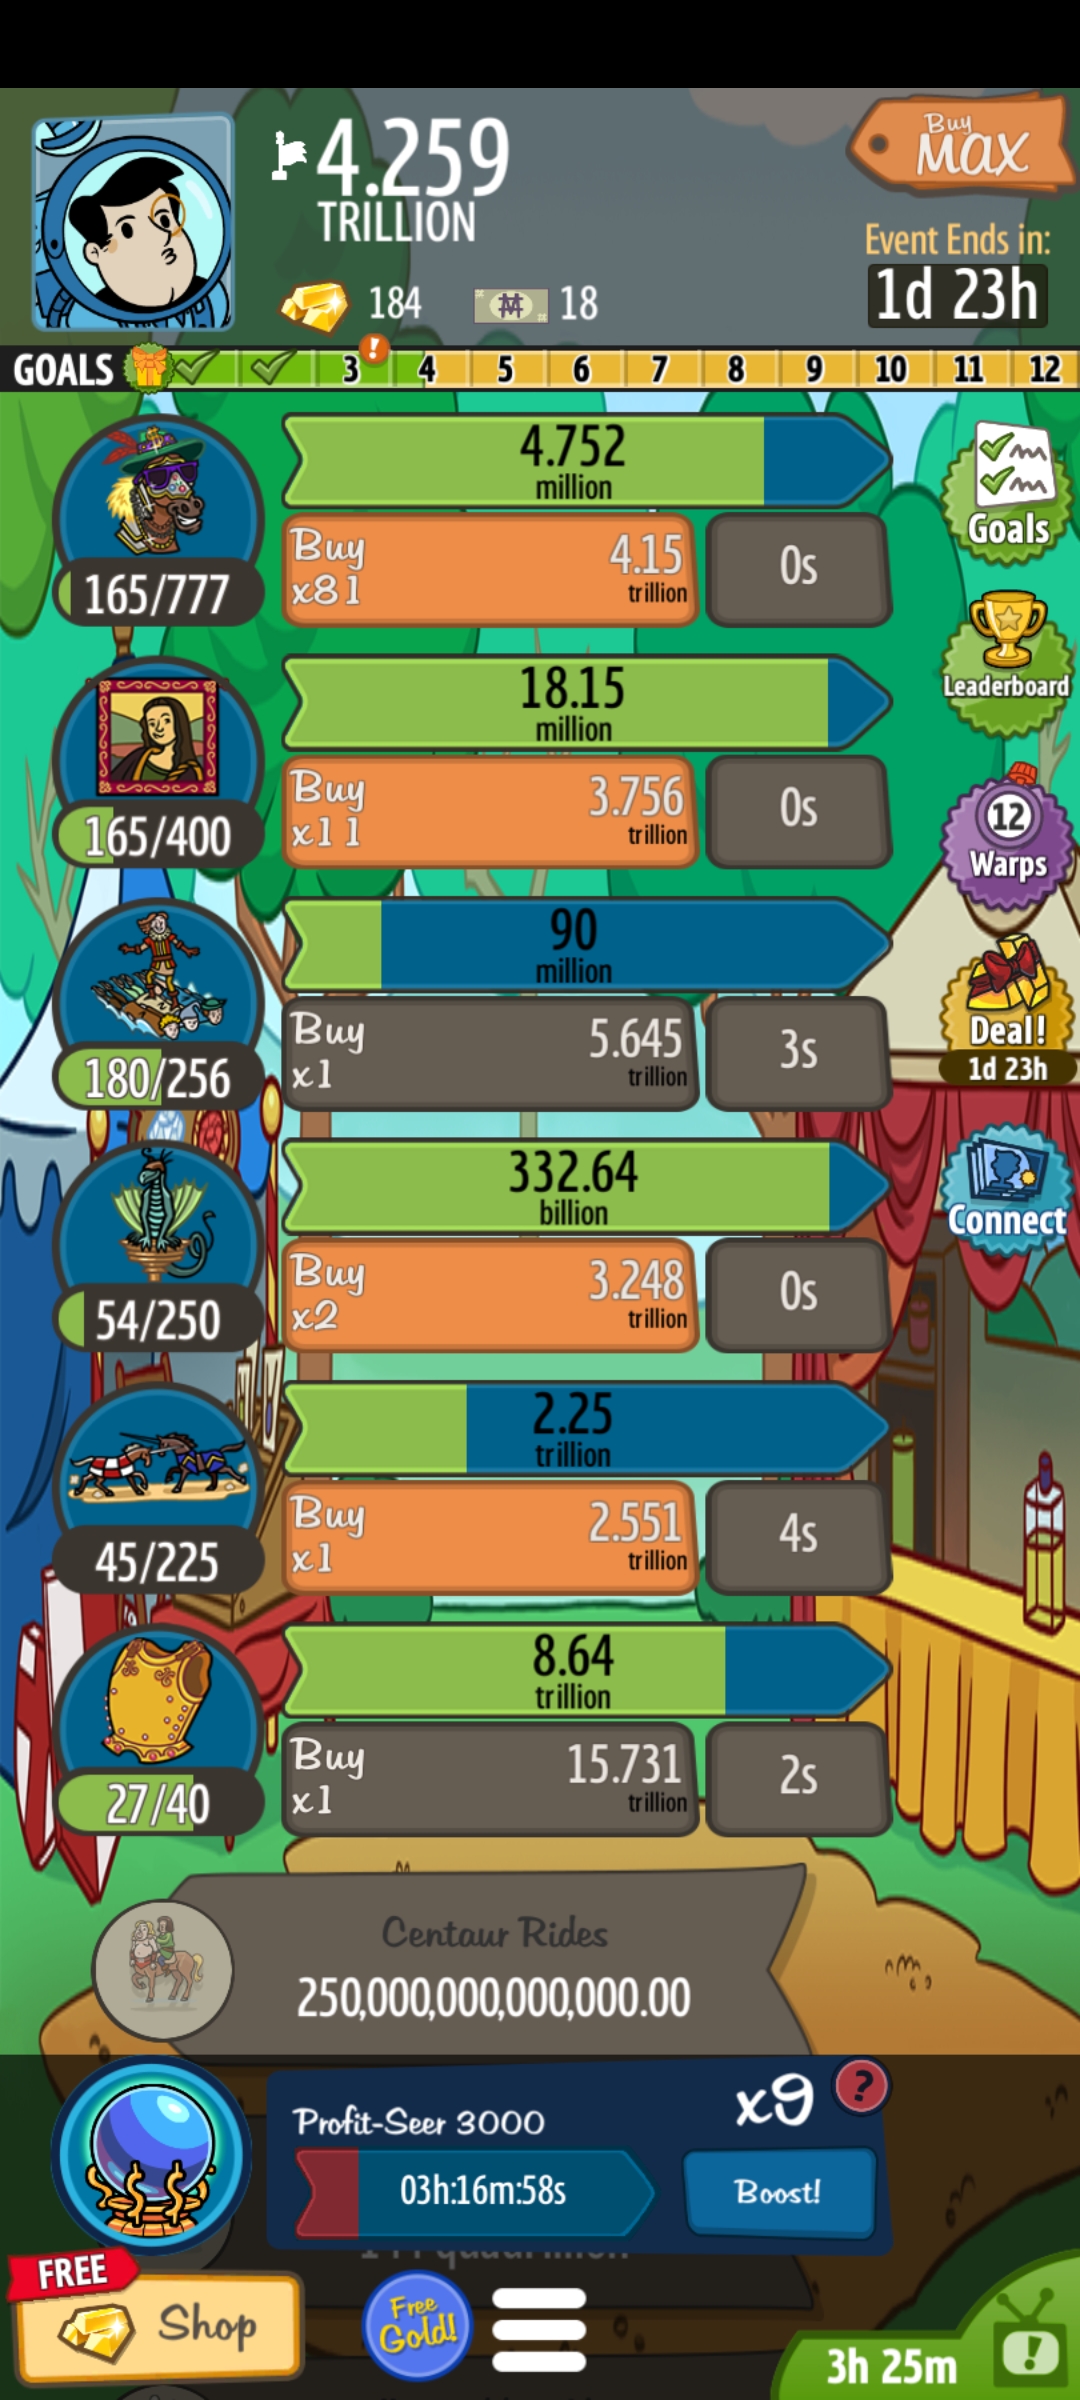 4.259
TRILLION
Buy
MAX
Event Ends in:
1d 23h
184
18
GOALS 3 ! 4 5 6 7 8 9 10 11 12
4.752
million
Buy
x81
4.15
trillion
0s
165/777
Goals
18.15
million
Leaderboard
Buy
x11
3.756
trillion
0s
165/400
12
Warps
90
million
Buy
x1
5.645
trillion
3s
180/256
Deal!
1d 23h
332.64
billion
Connect
Buy
x2
3.248
trillion
0s
54/250
2.25
trillion
Buy
x1
2.551
trillion
4s
45/225
8.64
trillion
Buy
x1
15.731
trillion
2s
27/40
Centaur Rides
250,000,000,000,000.00
Profit-Seer 3000
x9
?
03h:16m:58s
Boost!
FREE
Shop
Free
Gold!
3h 25m
!